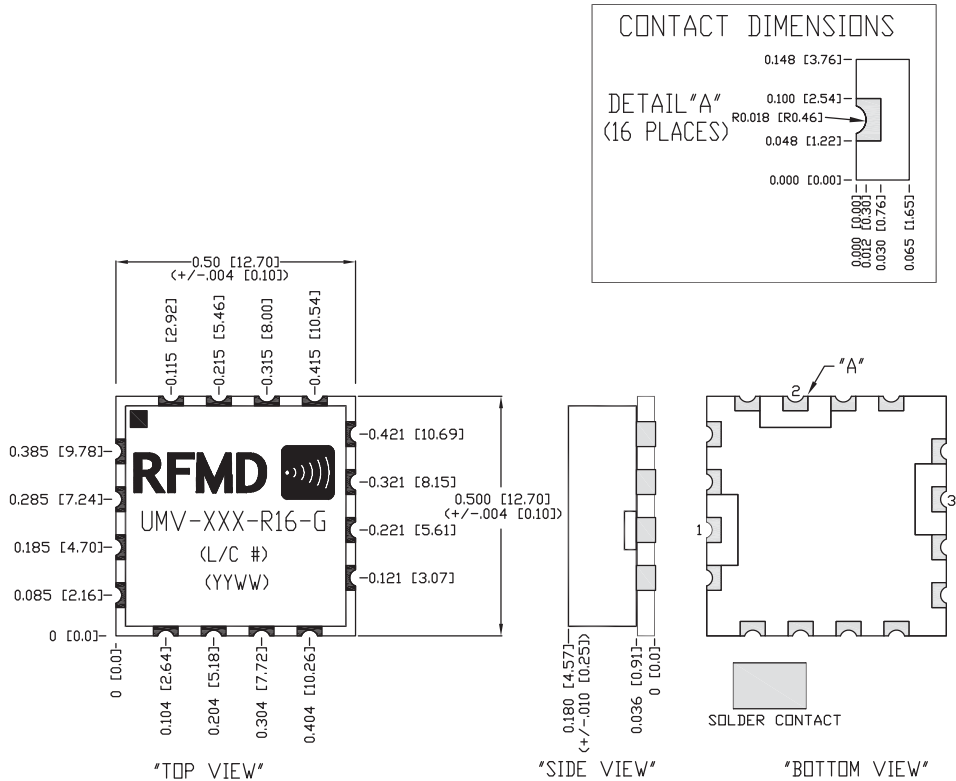 CONTACT DIMENSIONS
0.148 [3.76]
DETAIL"A"
(16 PLACES)
0.100 [2.54]
R0.018 [R0.46]
0.048 [1.22]
0.000 [0.00]
0.000 [0.00]
0.012 [0.30]
0.030 [0.76]
0.065 [1.65]
0.50 [12.70]
(+/-.004 [0.10])
0.115 [2.92]
0.215 [5.46]
0.315 [8.00]
0.415 [10.54]
0.385 [9.78]
0.285 [7.24]
0.185 [4.70]
0.085 [2.16]
0 [0.0]
RFMD
UMV-XXX-R16-G
(L/C #)
(YYWW)
0.421 [10.69]
0.321 [8.15]
0.221 [5.61]
0.121 [3.07]
0.500 [12.70]
(+/-.004 [0.10])
0 [0.0]
0.104 [2.64]
0.204 [5.18]
0.304 [7.72]
0.404 [10.26]
"TOP VIEW"
0.180 [4.57]
(+/-.010 [0.25])
0.036 [0.91]
0 [0.0]
"SIDE VIEW"
"A"
2
1
3
SOLDER CONTACT
"BOTTOM VIEW"